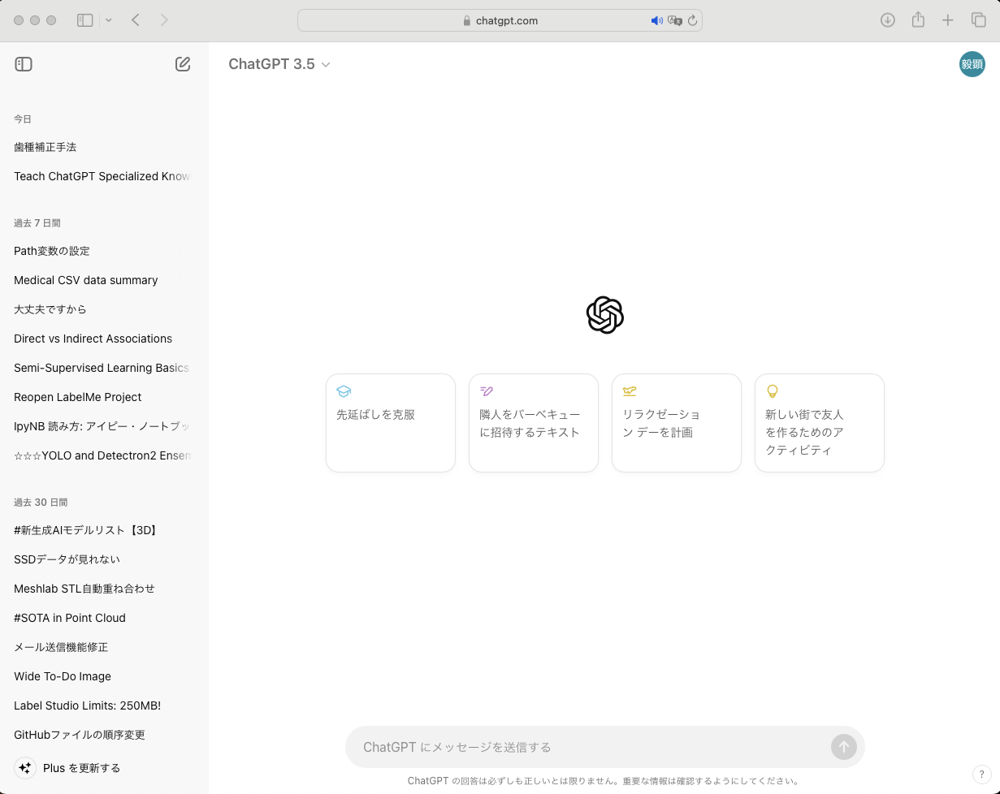 chatgpt.com
ChatGPT 3.5
毅顕
今日
歯種補正手法
Teach ChatGPT Specialized Know
過去 7 日間
Path変数の設定
Medical CSV data summary
大丈夫ですから
Direct vs Indirect Associations
Semi-Supervised Learning Basics
Reopen LabelMe Project
IpyNB 読み方: アイピー・ノートブッ
☆☆☆YOLO and Detectron2 Ensem
過去 30 日間
#新生成AIモデルリスト【3D】
SSDデータが見れない
Meshlab STL自動重ね合わせ
#SOTA in Point Cloud
メール送信機能修正
Wide To-Do Image
Label Studio Limits: 250MB!
GitHubファイルの順序変更
Plus を更新する
先延ばしを克服
隣人をバーベキュー
に招待するテキスト
リラクゼーショ
ン デーを計画
新しい街で友人
を作るためのア
クティビティ
ChatGPT にメッセージを送信する
ChatGPT の回答は必ずしも正しいとは限りません。重要な情報は確認するようにしてください。
?